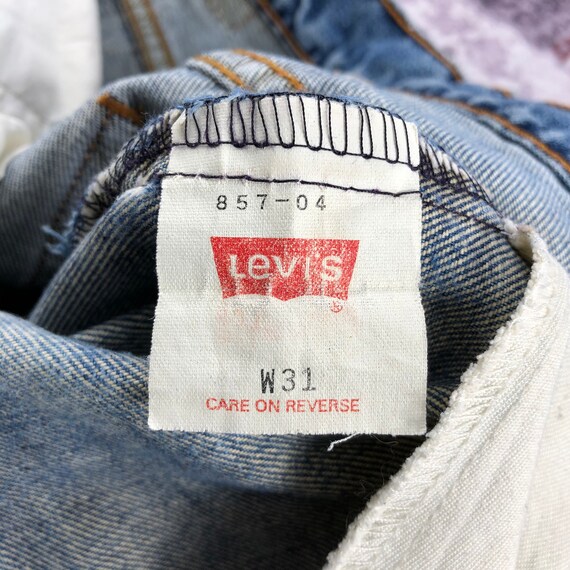 857-04
Levi's
®
W31
CARE ON REVERSE